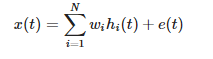 x(t) = \sum_{i=1}^{N} w_i h_i(t) + e(t)